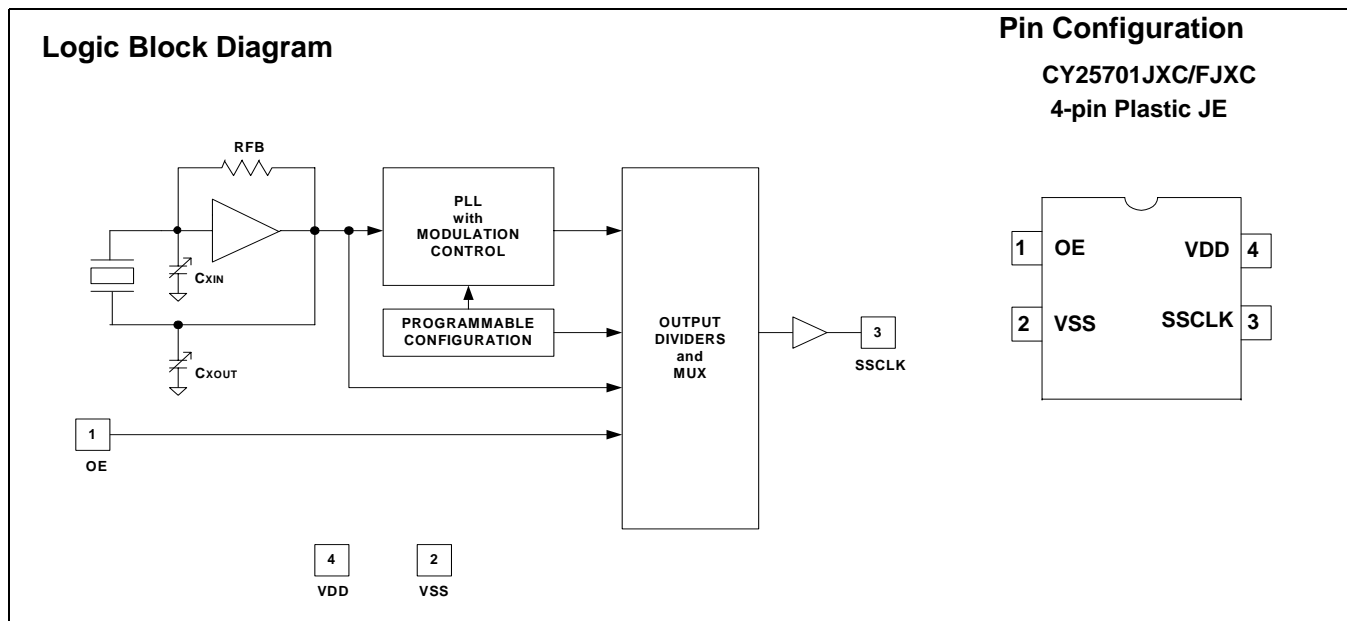 Logic Block Diagram
Pin Configuration
CY25701JXC/FJXC
4-pin Plastic JE
RFB
PLL
with
MODULATION
CONTROL
CXIN
PROGRAMMABLE
CONFIGURATION
OUTPUT
DIVIDERS
and
MUX
3
SSCLK
CXOUT
1
OE
4
VDD
2
VSS
1 OE VDD 4
2 VSS SSCLK 3